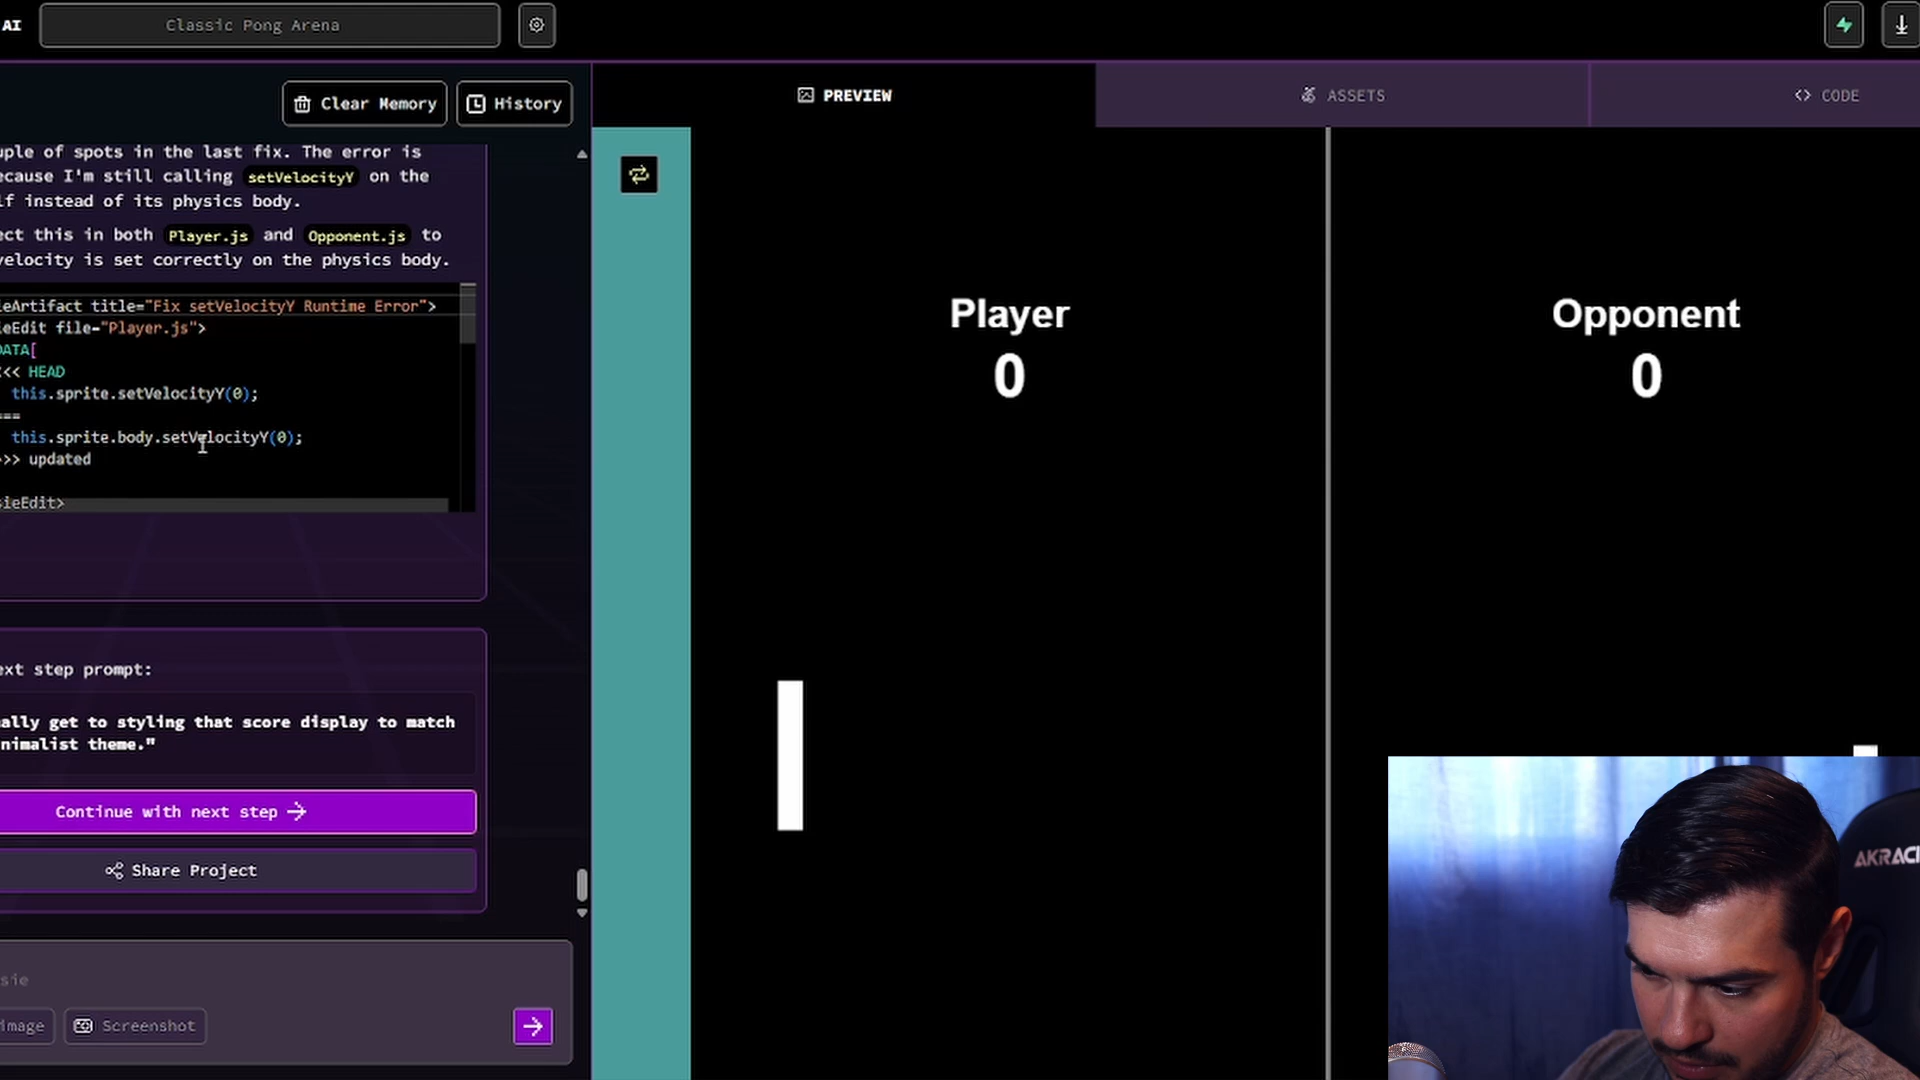 AI
Classic Pong Arena
Clear Memory
History
PREVIEW
ASSETS
CODE
uple of spots in the last fix. The error is
ecause I'm still calling setVelocityY on the
lf instead of its physics body.
ect this in both Player.js and Opponent.js to
velocity is set correctly on the physics body.
ieArtifact title="Fix setVelocityY Runtime Error">
ieEdit file="Player.js">
DATA[
<< HEAD
this.sprite.setVelocityY(0);
==
this.sprite.body.setVelocityY(0);
>> updated
sieEdit>
ext step prompt:
ally get to styling that score display to match
nimalist theme."
Continue with next step
Share Project
sie
image
Screenshot
Player
0
Opponent
0
AKRACI